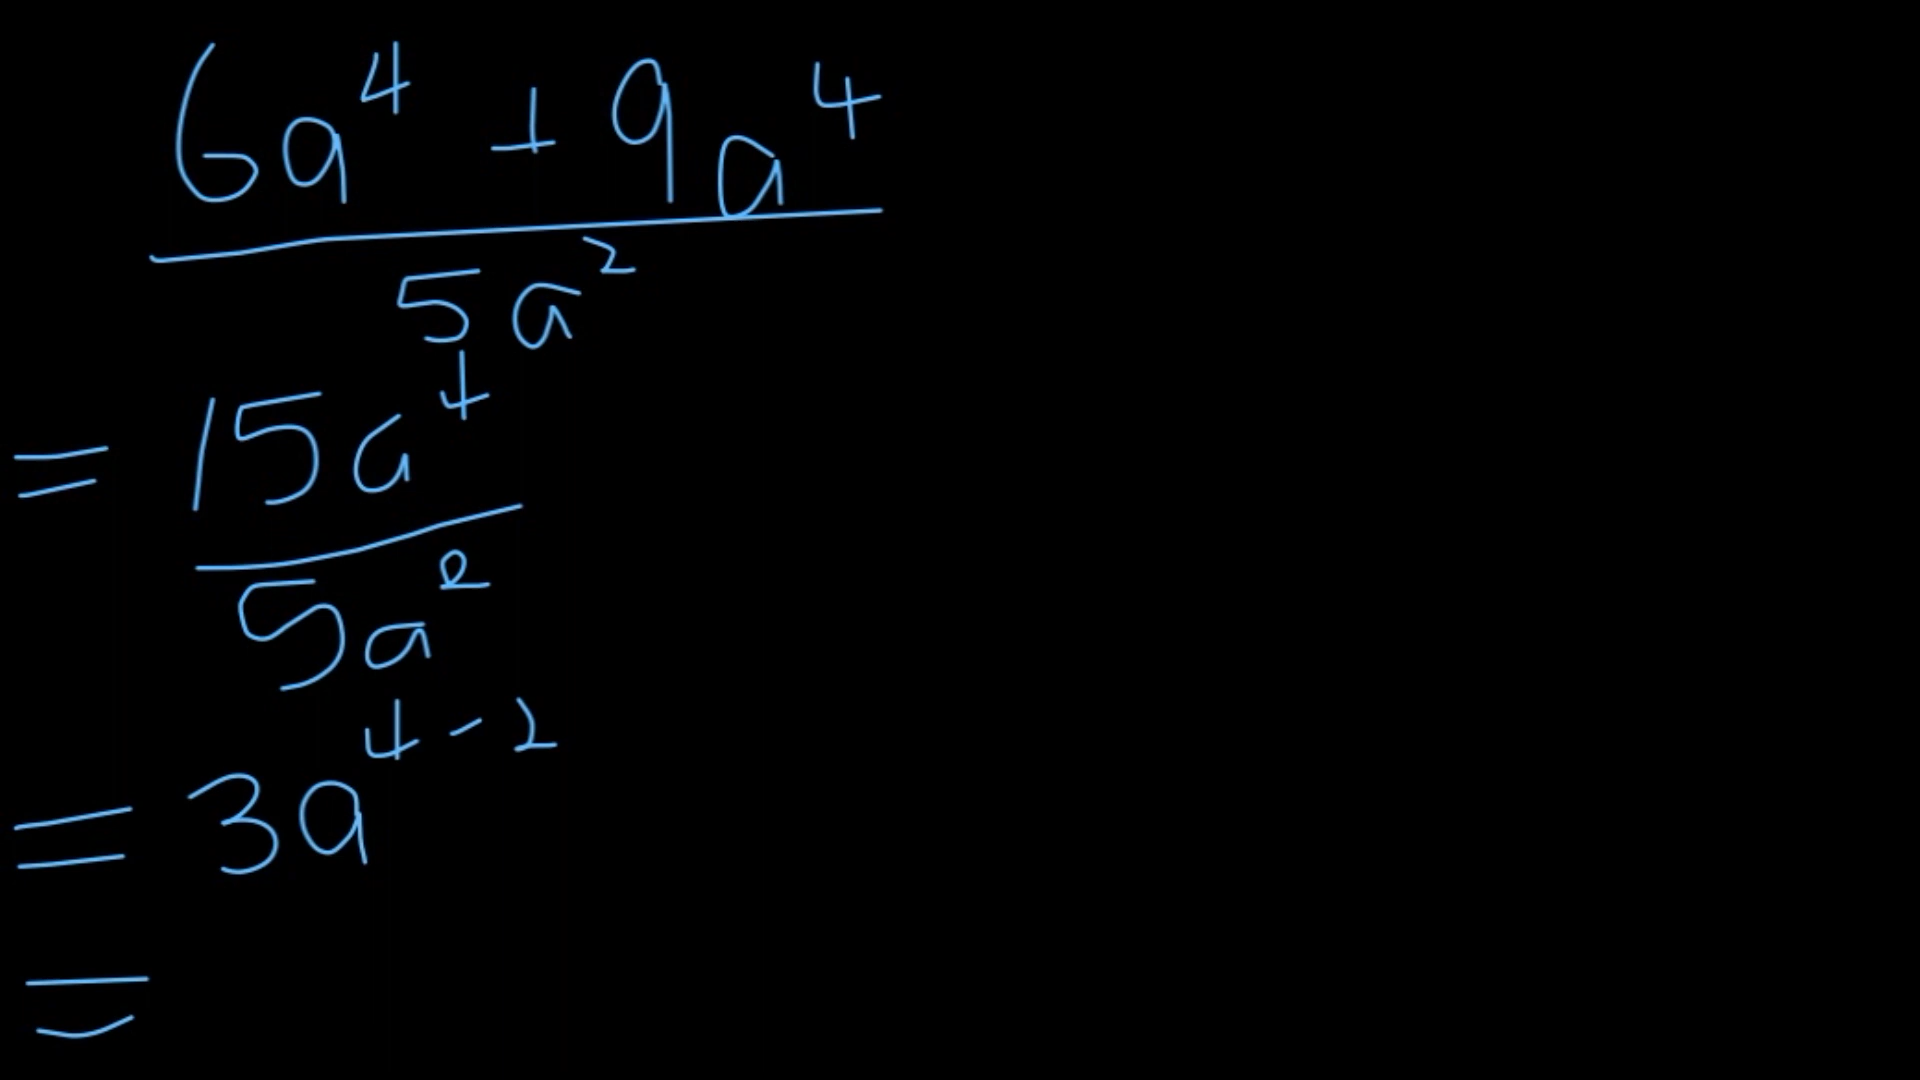 6a⁴ + 9a⁴
5a²
= 15a⁴
5a²
= 3a⁴⁻²
=